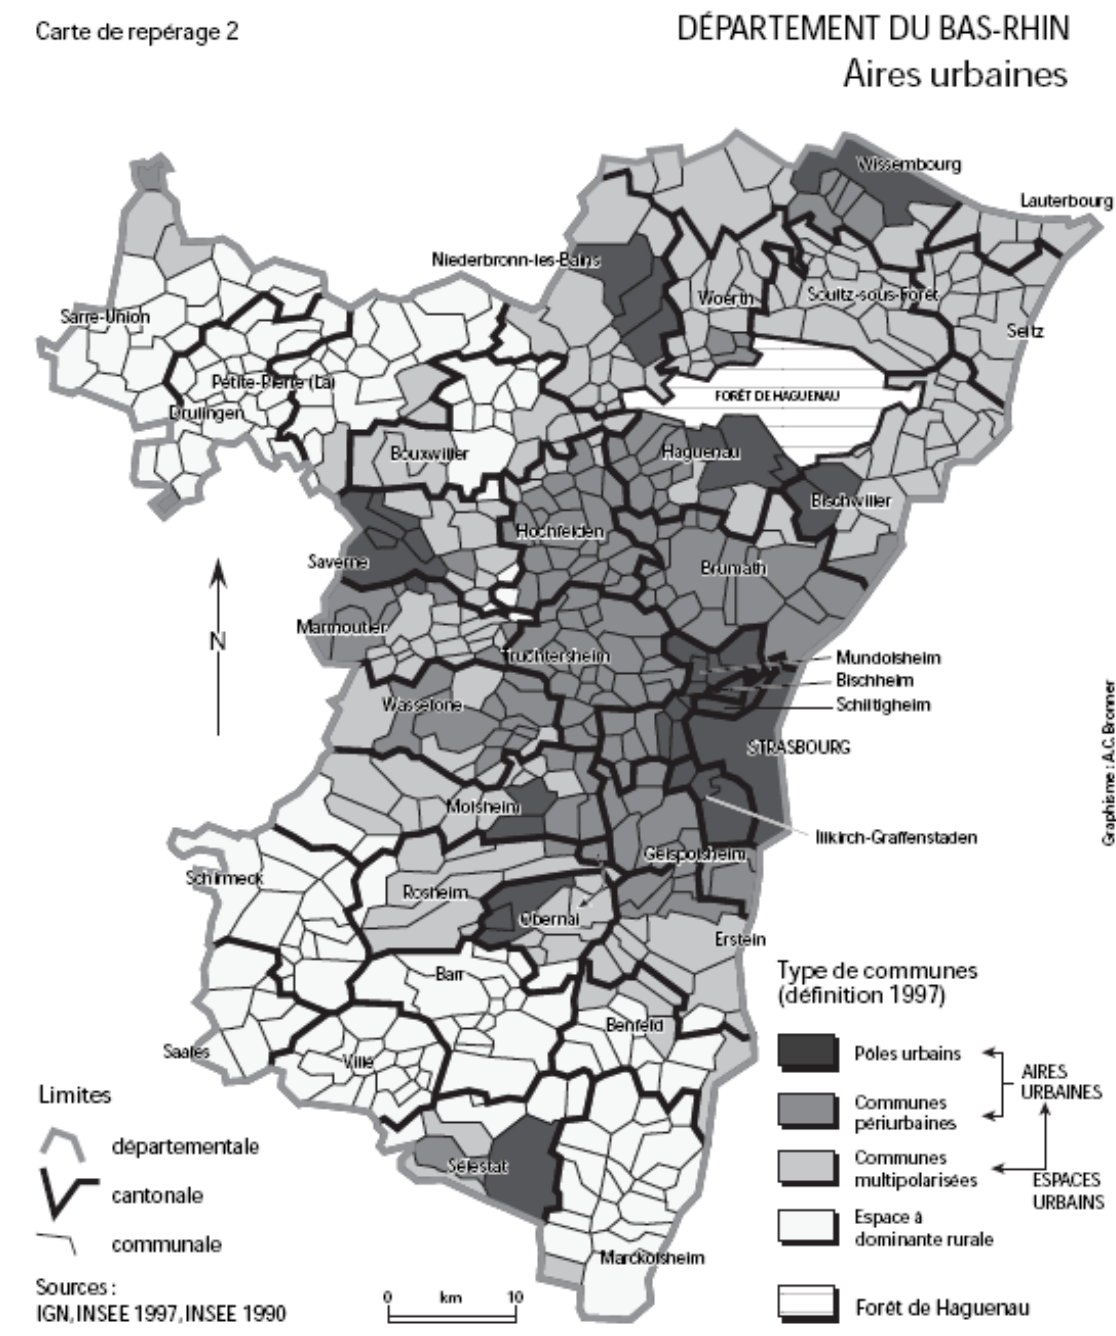 Carte de repérage 2
DÉPARTEMENT DU BAS-RHIN
Aires urbaines
Wissembourg
Lauterbourg
Niederbronn-les-Bains
Woerth
Soultz-sous-Forêt
Sarre-Union
Seltz
Petite-Pierre (La)
FORÊT DE HAGUENAU
Drulingen
Bouxwiller
Haguenau
Bischwiller
Hochfelden
Saverne
Brumath
N
Marmoutier
Truchtersheim
Mundolsheim
Bischheim
Schiltigheim
Wasselone
STRASBOURG
Molsheim
Illkirch-Graffenstaden
Geispolsheim
Schirmeck
Rosheim
Obernai
Erstein
Barr
Benfeld
Saales
Villé
Sélestat
Marckolsheim
Graphisme : A.C. Bronner
Type de communes
(définition 1997)
Pôles urbains
Communes
périurbaines
AIRES
URBAINES
Communes
multipolarisées
ESPACES
URBAINS
Espace à
dominante rurale
Forêt de Haguenau
Limites
départementale
cantonale
communale
Sources :
IGN, INSEE 1997, INSEE 1990
0 km 10